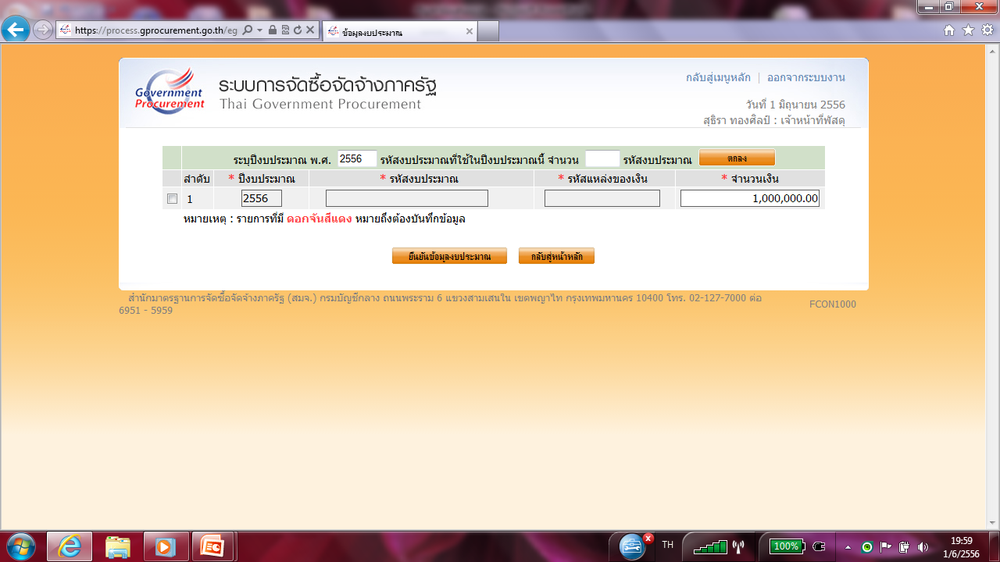 https://process.gprocurement.go.th/eg
ข้อมูลงบประมาณ
Government
Procurement
ระบบการจัดซื้อจัดจ้างภาครัฐ
Thai Government Procurement
กลับสู่เมนูหลัก | ออกจากระบบงาน
วันที่ 1 มิถุนายน 2556
สุธิรา ทองศิลป์ : เจ้าหน้าที่พัสดุ
ระบุปีงบประมาณ พ.ศ. 2556 รหัสงบประมาณที่ใช้ในปีงบประมาณนี้ จำนวน รหัสงบประมาณ ตกลง
ลำดับ * ปีงบประมาณ * รหัสงบประมาณ * รหัสแหล่งของเงิน * จำนวนเงิน
1 2556 1,000,000.00
หมายเหตุ : รายการที่มี ดอกจันสีแดง หมายถึงต้องบันทึกข้อมูล
ยืนยันข้อมูลงบประมาณ กลับสู่หน้าหลัก
สำนักมาตรฐานการจัดซื้อจัดจ้างภาครัฐ (สมจ.) กรมบัญชีกลาง ถนนพระราม 6 แขวงสามเสนใน เขตพญาไท กรุงเทพมหานคร 10400 โทร. 02-127-7000 ต่อ
6951 - 5959
FCON1000
TH
100%
19:59
1/6/2556